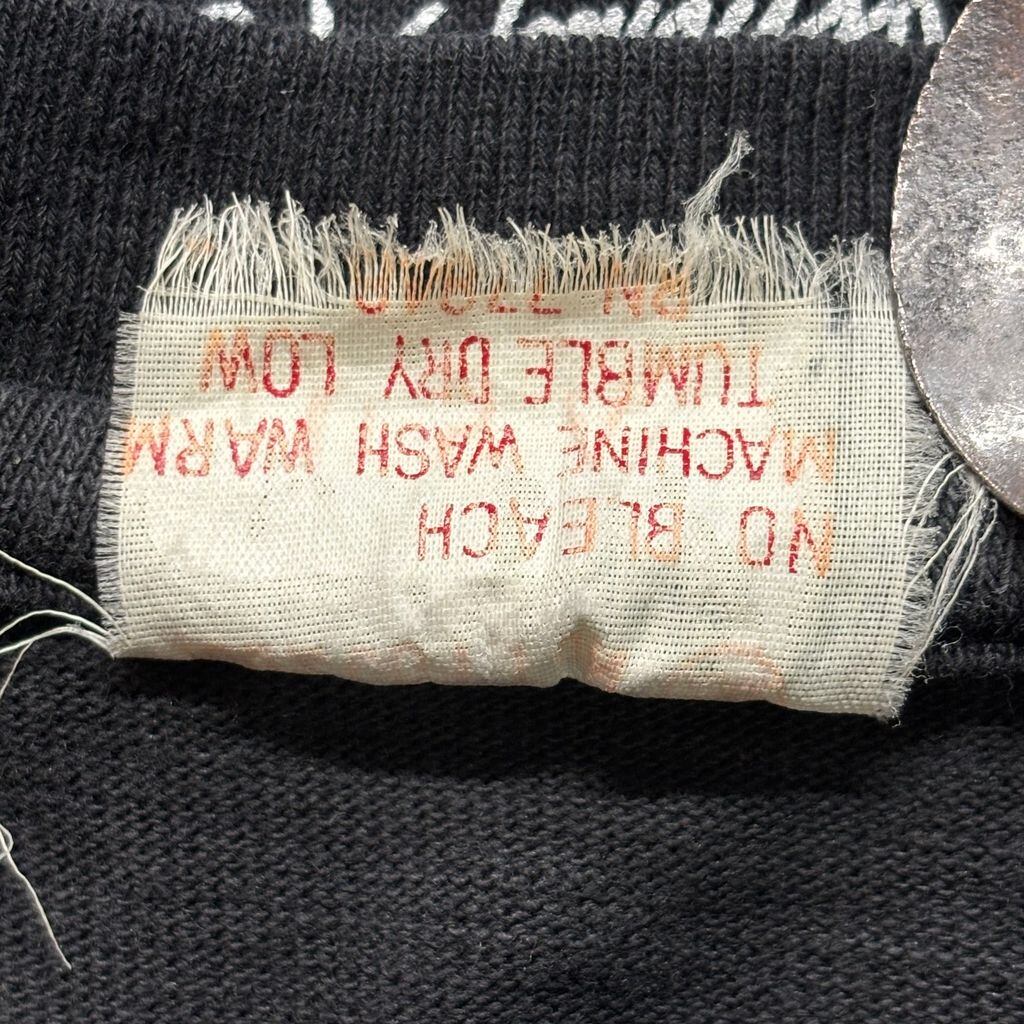 NO BLEACH
MACHINE WASH WARM
TUMBLE DRY LOW